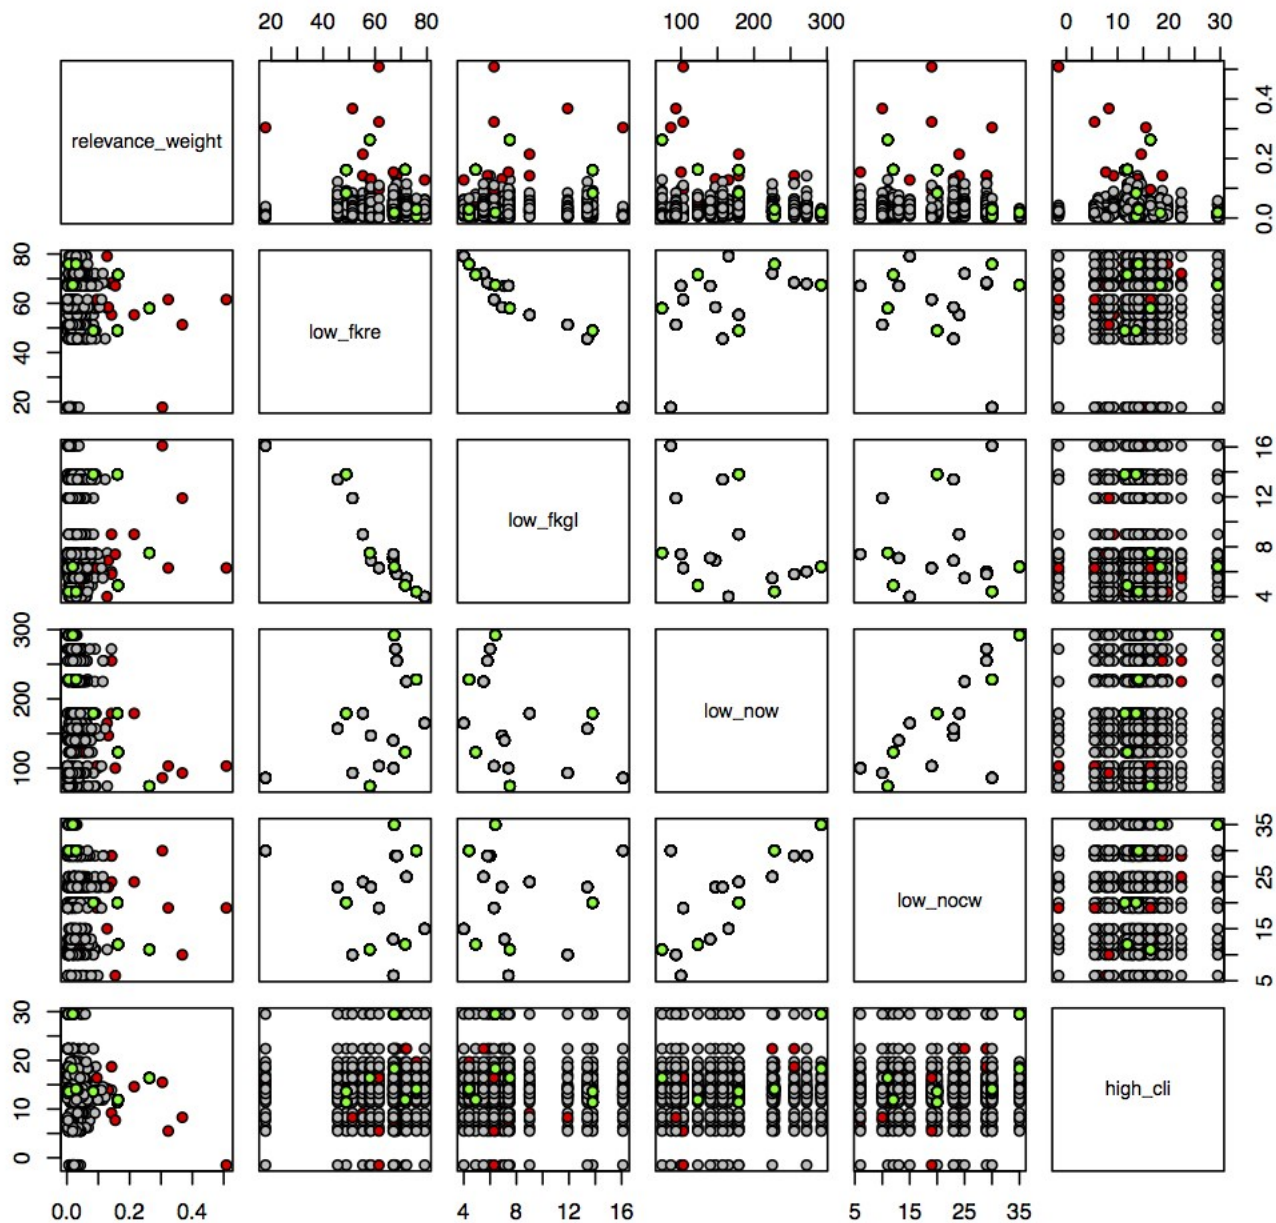 20 40 60 80 100 200 300 0 10 20 30
relevance_weight 0.0 0.2 0.4
20 40 60 80 low_fkre
low_fkgl 4 8 12 16
100 200 300 low_now
low_nocw 5 15 25 35
0 10 20 30 high_cli
0.0 0.2 0.4 4 8 12 16 5 15 25 35